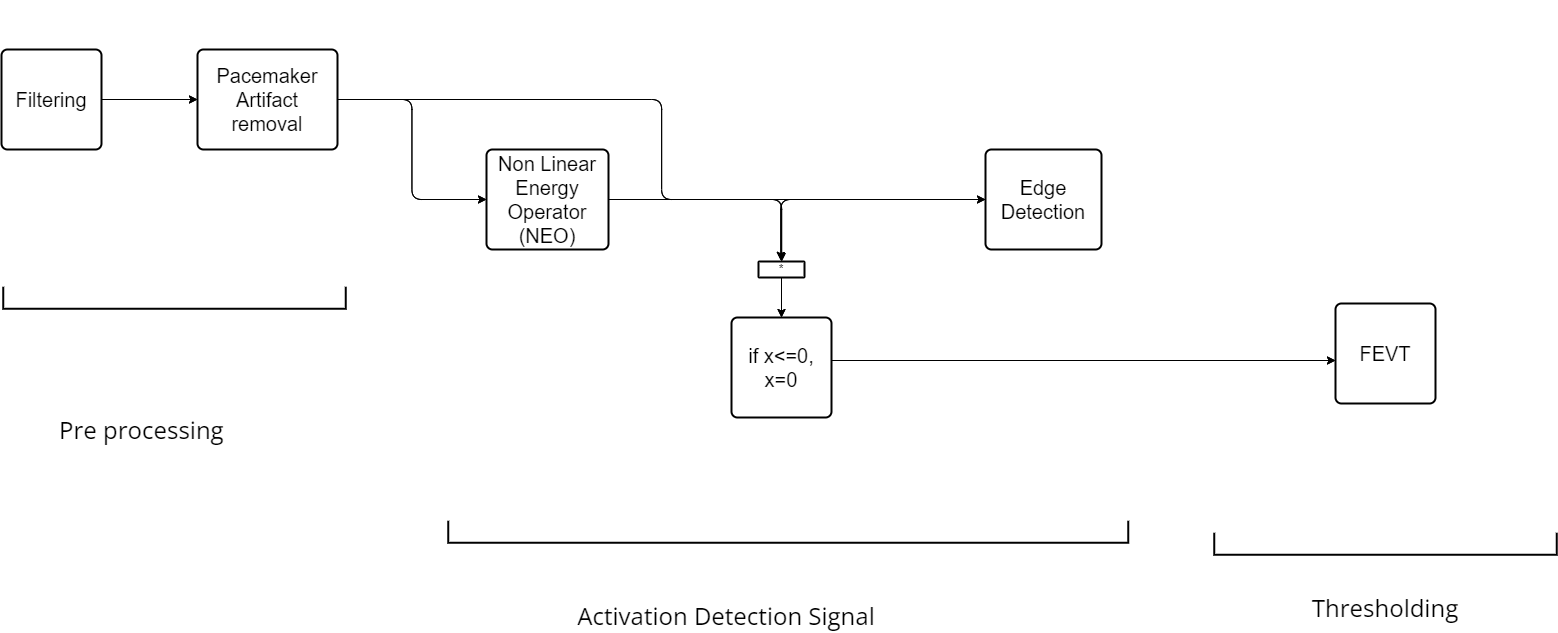 Filtering
Pacemaker
Artifact
removal
Non Linear
Energy
Operator
(NEO)
Edge
Detection
*
if x<=0,
x=0
FEVT
Pre processing
Activation Detection Signal
Thresholding